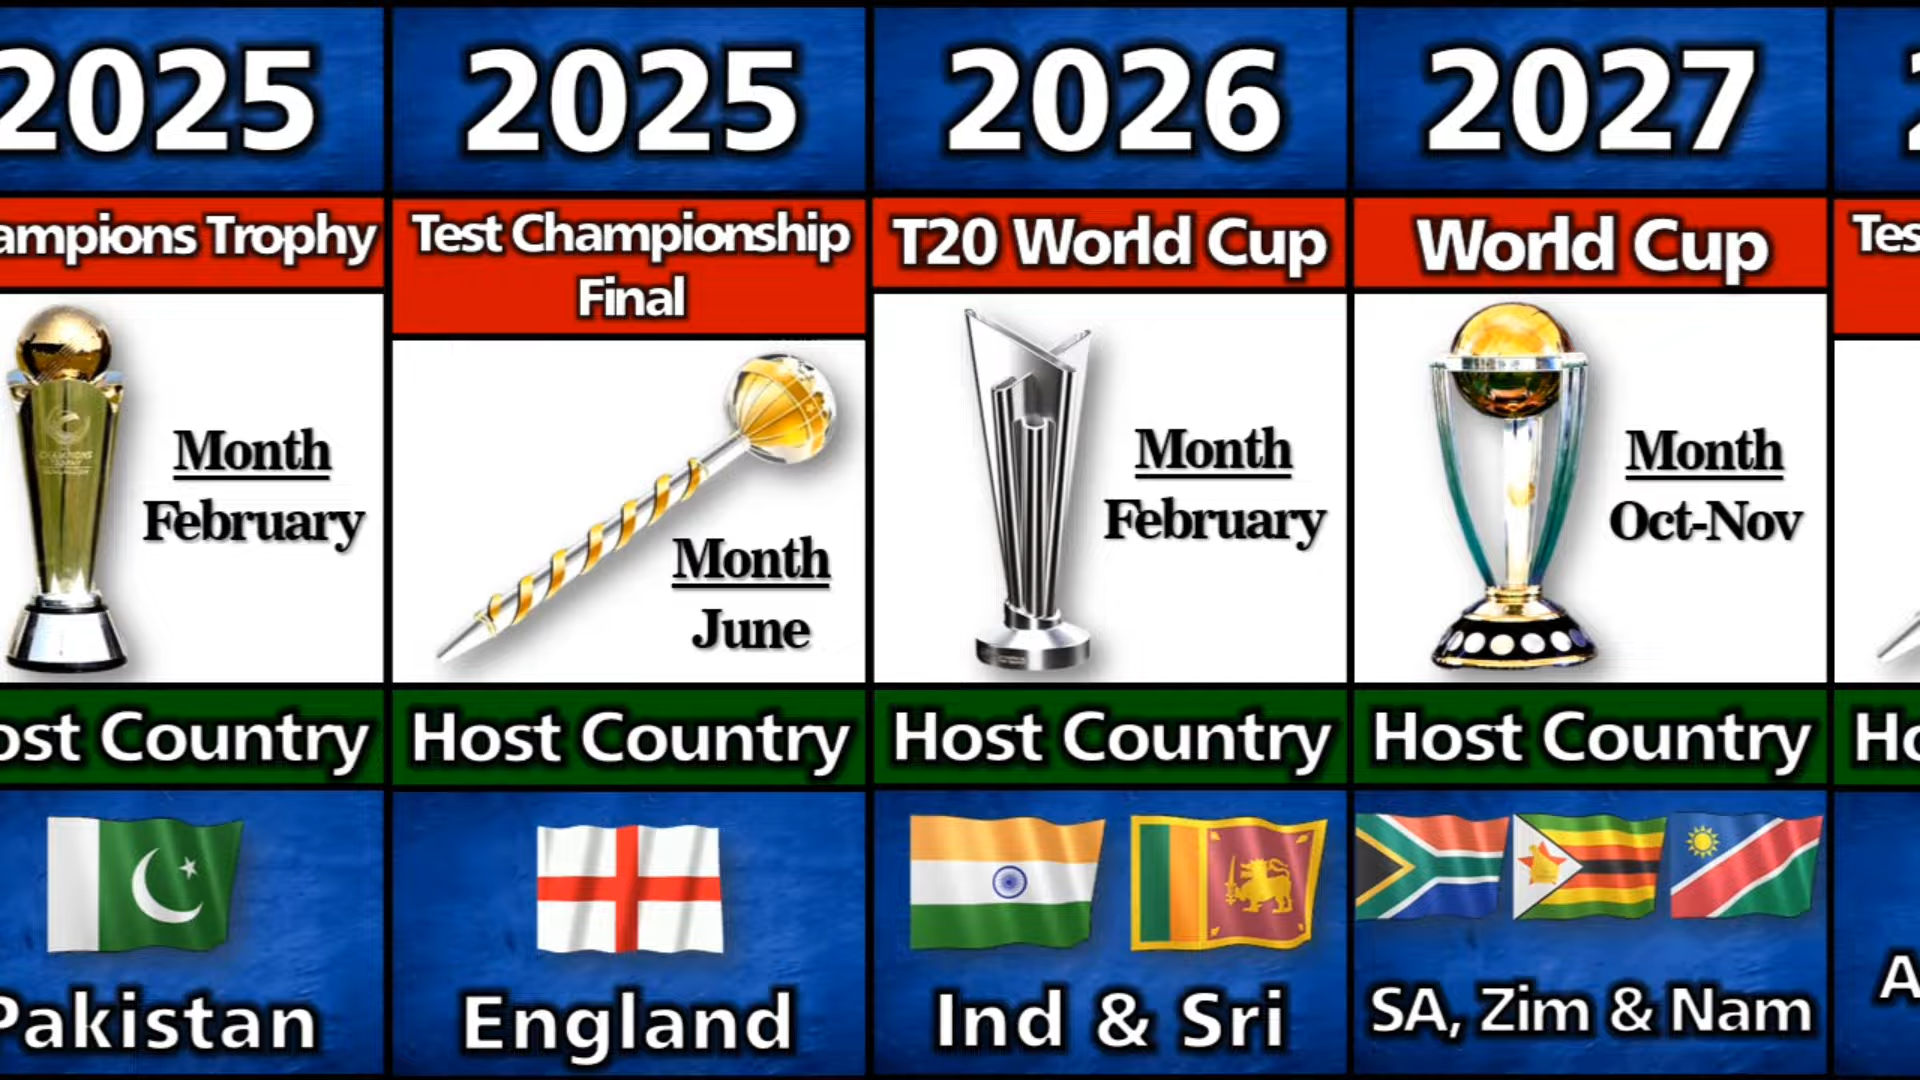 2025
ampions Trophy
Month
February
ost Country
Pakistan
2025
Test Championship
Final
Month
June
Host Country
England
2026
T20 World Cup
Month
February
Host Country
Ind & Sri
2027
World Cup
Month
Oct-Nov
Host Country
SA, Zim & Nam
Tes
Ho
A